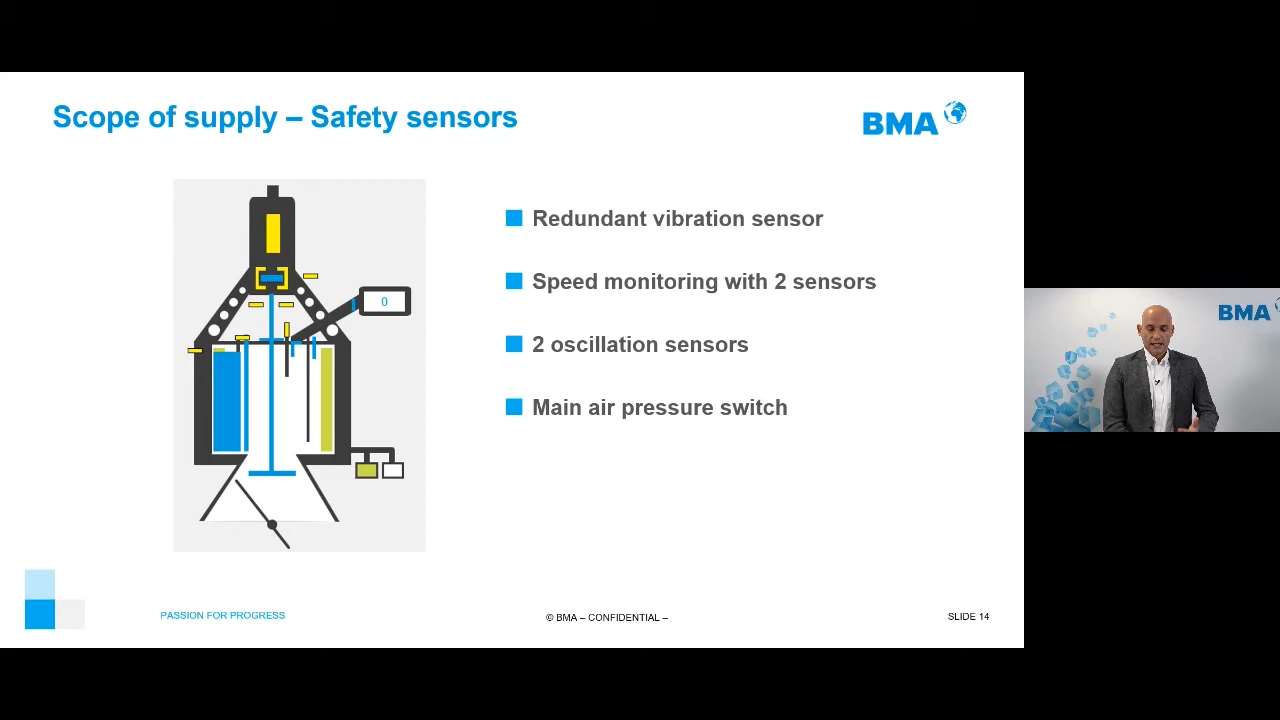 Scope of supply – Safety sensors
BMA
0
Redundant vibration sensor
Speed monitoring with 2 sensors
2 oscillation sensors
Main air pressure switch
BMA
PASSION FOR PROGRESS
© BMA – CONFIDENTIAL –
SLIDE 14